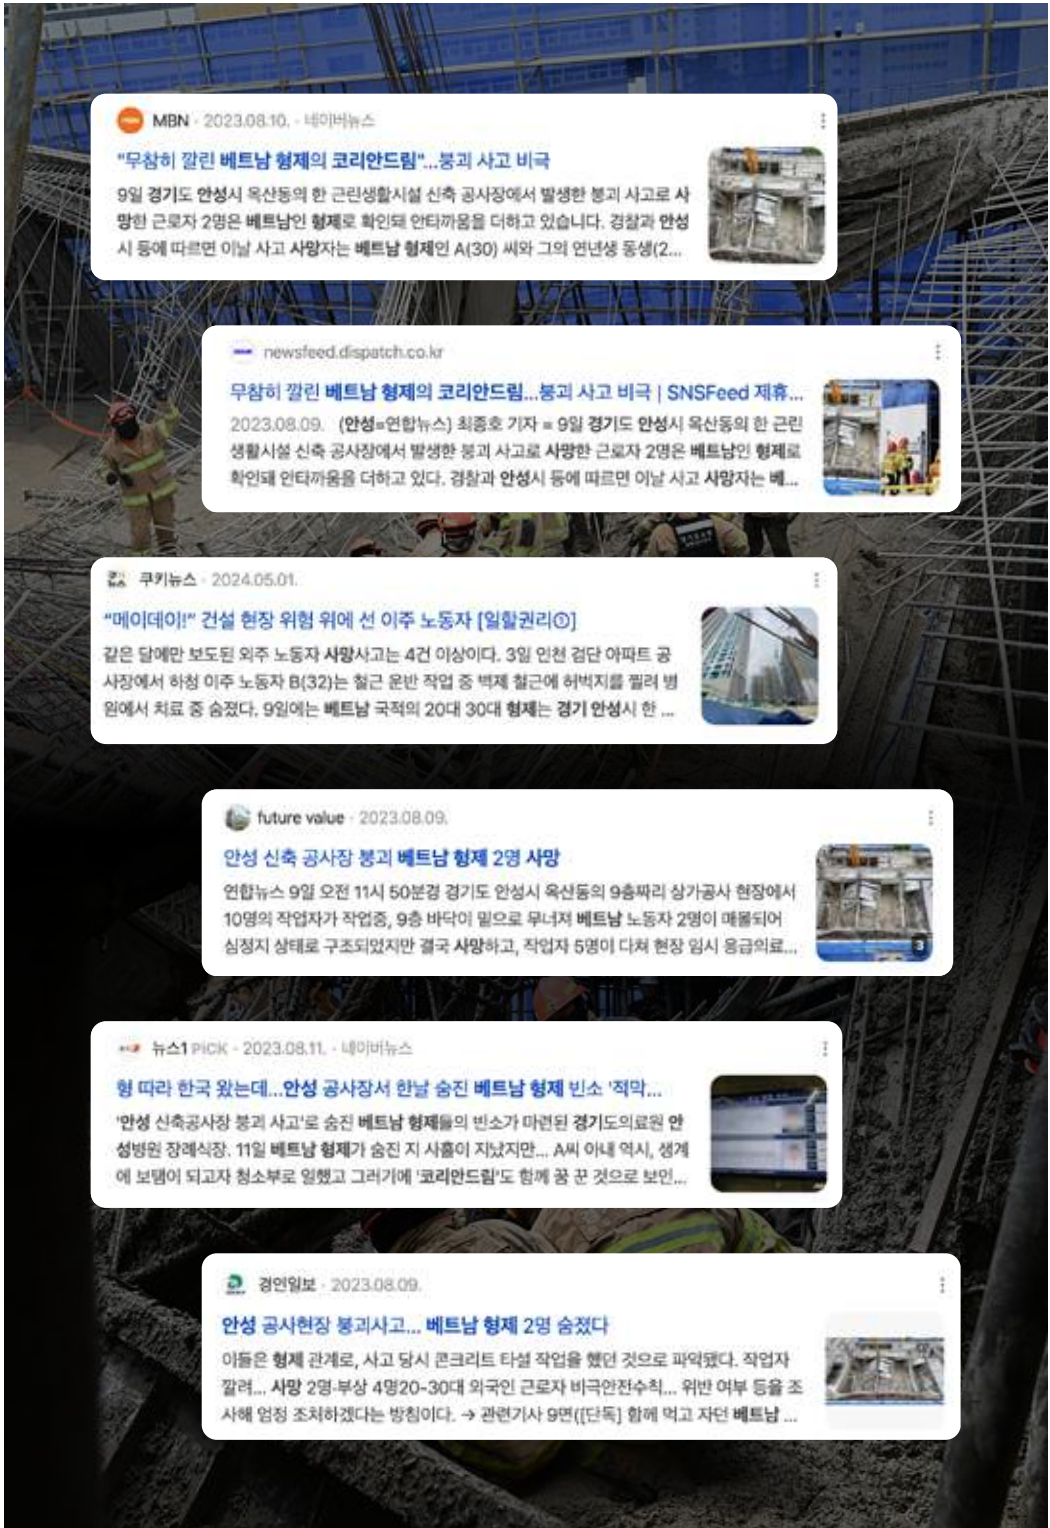 MBN · 2023.08.10. · 네이버뉴스
"무참히 깔린 베트남 형제의 코리안드림"...붕괴 사고 비극
9일 경기도 안성시 옥산동의 한 근린생활시설 신축 공사장에서 발생한 붕괴 사고로 사
망한 근로자 2명은 베트남인 형제로 확인돼 안타까움을 더하고 있습니다. 경찰과 안성
시 등에 따르면 이날 사고 사망자는 베트남 형제인 A(30) 씨와 그의 연년생 동생(2...
newsfeed.dispatch.co.kr
무참히 깔린 베트남 형제의 코리안드림...붕괴 사고 비극 | SNSFeed 제휴...
2023.08.09. (안성=연합뉴스) 최종호 기자 = 9일 경기도 안성시 옥산동의 한 근린
생활시설 신축 공사장에서 발생한 붕괴 사고로 사망한 근로자 2명은 베트남인 형제로
확인돼 안타까움을 더하고 있다. 경찰과 안성시 등에 따르면 이날 사고 사망자는 베...
쿠키뉴스 · 2024.05.01.
“메이데이!” 건설 현장 위험 위에 선 이주 노동자 [일할권리①]
같은 달에만 보도된 외주 노동자 사망사고는 4건 이상이다. 3일 인천 검단 아파트 공
사장에서 하청 이주 노동자 B(32)는 철근 운반 작업 중 벽제 철근에 허벅지를 찔려 병
원에서 치료 중 숨졌다. 9일에는 베트남 국적의 20대 30대 형제는 경기 안성시 한 ...
future value · 2023.08.09.
안성 신축 공사장 붕괴 베트남 형제 2명 사망
연합뉴스 9일 오전 11시 50분경 경기도 안성시 옥산동의 9층짜리 상가공사 현장에서
10명의 작업자가 작업중, 9층 바닥이 밑으로 무너져 베트남 노동자 2명이 매몰되어
심정지 상태로 구조되었지만 결국 사망하고, 작업자 5명이 다쳐 현장 임시 응급의료...
3
뉴스1 PiCK · 2023.08.11. · 네이버뉴스
형 따라 한국 왔는데...안성 공사장서 한날 숨진 베트남 형제 빈소 '적막...
'안성 신축공사장 붕괴 사고'로 숨진 베트남 형제들의 빈소가 마련된 경기도의료원 안
성병원 장례식장. 11일 베트남 형제가 숨진 지 사흘이 지났지만... A씨 아내 역시, 생계
에 보탬이 되고자 청소부로 일했고 그러기에 '코리안드림'도 함께 꿈 꾼 것으로 보인...
경인일보 · 2023.08.09.
안성 공사현장 붕괴사고... 베트남 형제 2명 숨졌다
이들은 형제 관계로, 사고 당시 콘크리트 타설 작업을 했던 것으로 파악됐다. 작업자
깔려... 사망 2명·부상 4명20-30대 외국인 근로자 비극안전수칙... 위반 여부 등을 조
사해 엄정 조처하겠다는 방침이다. → 관련기사 9면([단독] 함께 먹고 자던 베트남 ...